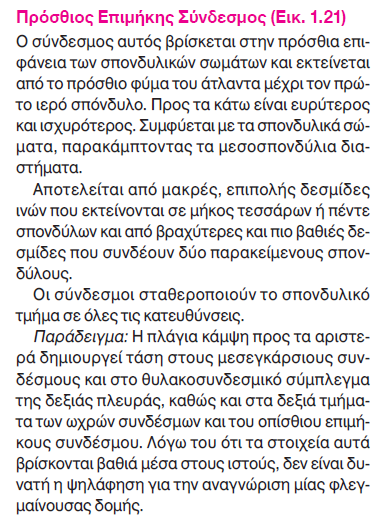 Πρόσθιος Επιμήκης Σύνδεσμος (Εικ. 1.21)
Ο σύνδεσμος αυτός βρίσκεται στην πρόσθια επι-
φάνεια των σπονδυλικών σωμάτων και εκτείνεται
από το πρόσθιο φύμα του άτλαντα μέχρι τον πρώ-
το ιερό σπόνδυλο. Προς τα κάτω είναι ευρύτερος
και ισχυρότερος. Συμφύεται με τα σπονδυλικά σώ-
ματα, παρακάμπτοντας τα μεσοσπονδύλια δια-
στήματα.
Αποτελείται από μακρές, επιπολής δεσμίδες
ινών που εκτείνονται σε μήκος τεσσάρων ή πέντε
σπονδύλων και από βραχύτερες και πιο βαθιές δε-
σμίδες που συνδέουν δύο παρακείμενους σπον-
δύλους.
Οι σύνδεσμοι σταθεροποιούν το σπονδυλικό
τμήμα σε όλες τις κατευθύνσεις.
Παράδειγμα: Η πλάγια κάμψη προς τα αριστε-
ρά δημιουργεί τάση στους μεσεγκάρσιους συν-
δέσμους και στο θυλακοσυνδεσμικό σύμπλεγμα
της δεξιάς πλευράς, καθώς και στα δεξιά τμήμα-
τα των ωχρών συνδέσμων και του οπίσθιου επιμή-
κους συνδέσμου. Λόγω του ότι τα στοιχεία αυτά
βρίσκονται βαθιά μέσα στους ιστούς, δεν είναι δυ-
νατή η ψηλάφηση για την αναγνώριση μίας φλεγ-
μαίνουσας δομής.